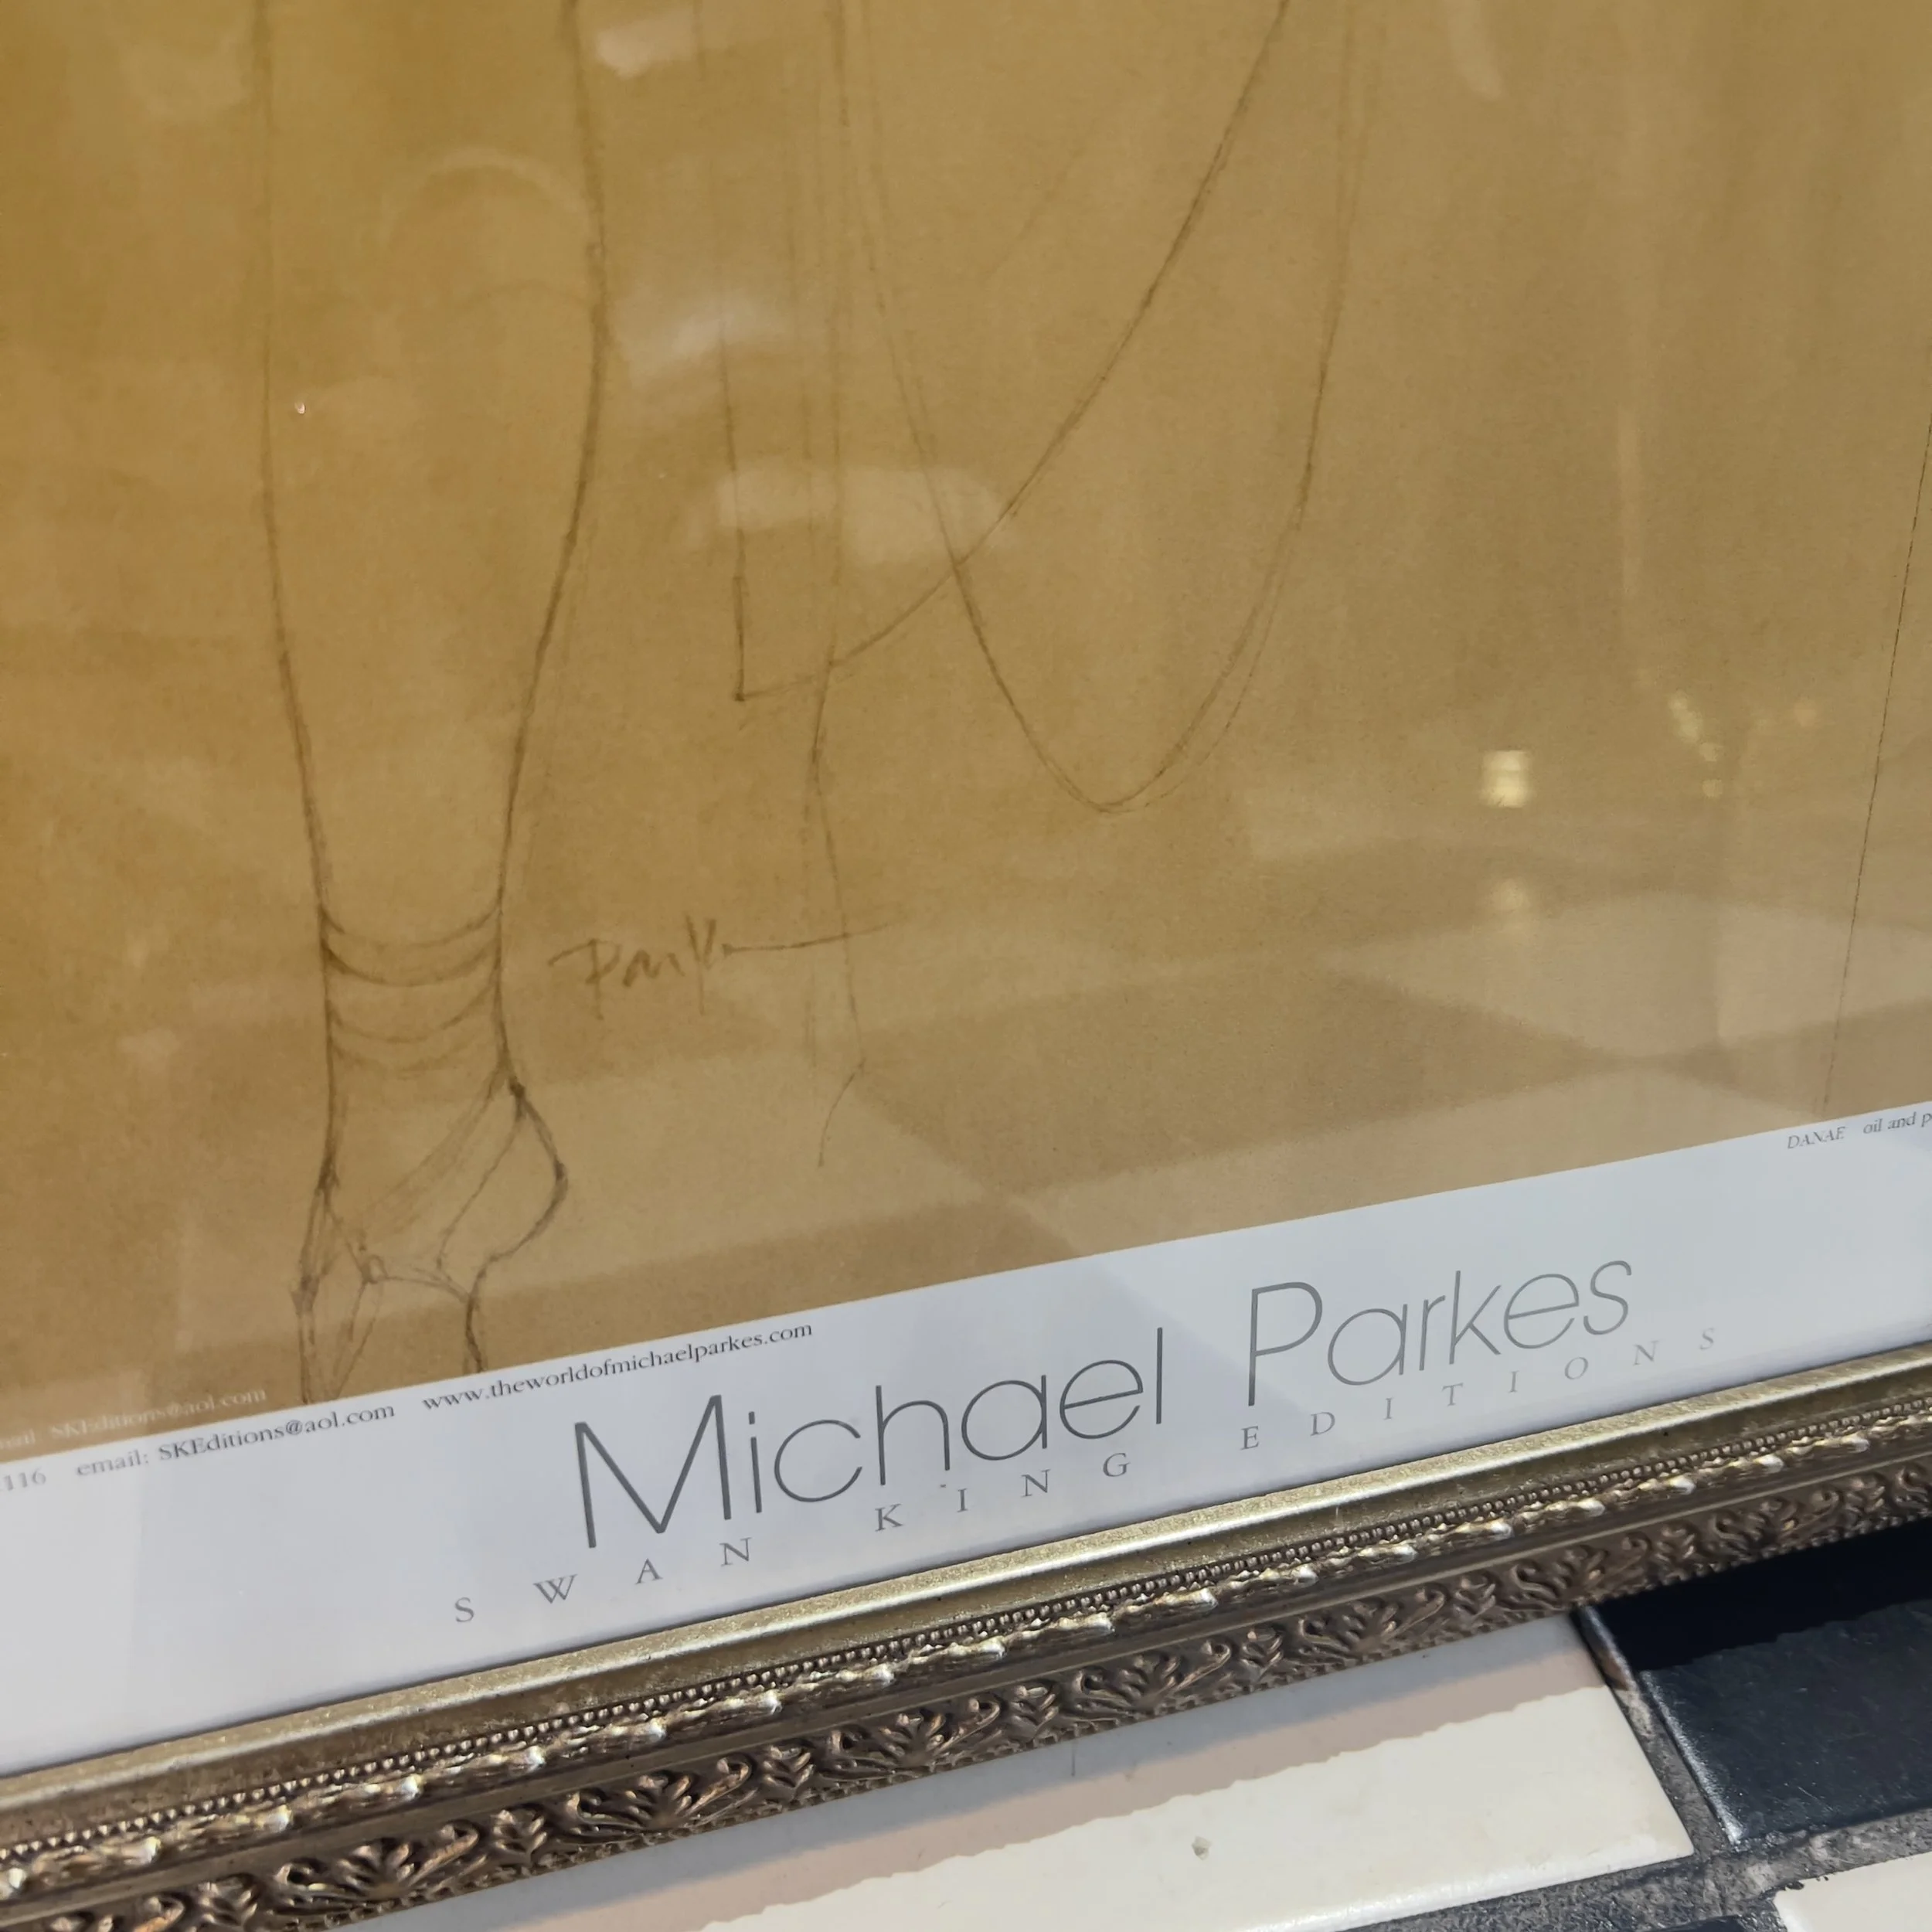 Parkes
DANAE oil and
SKEditions@aol.com
116 email: SKEditions@aol.com www.theworldofmichaelparkes.com
Michael Parkes
SWAN KING EDITIONS